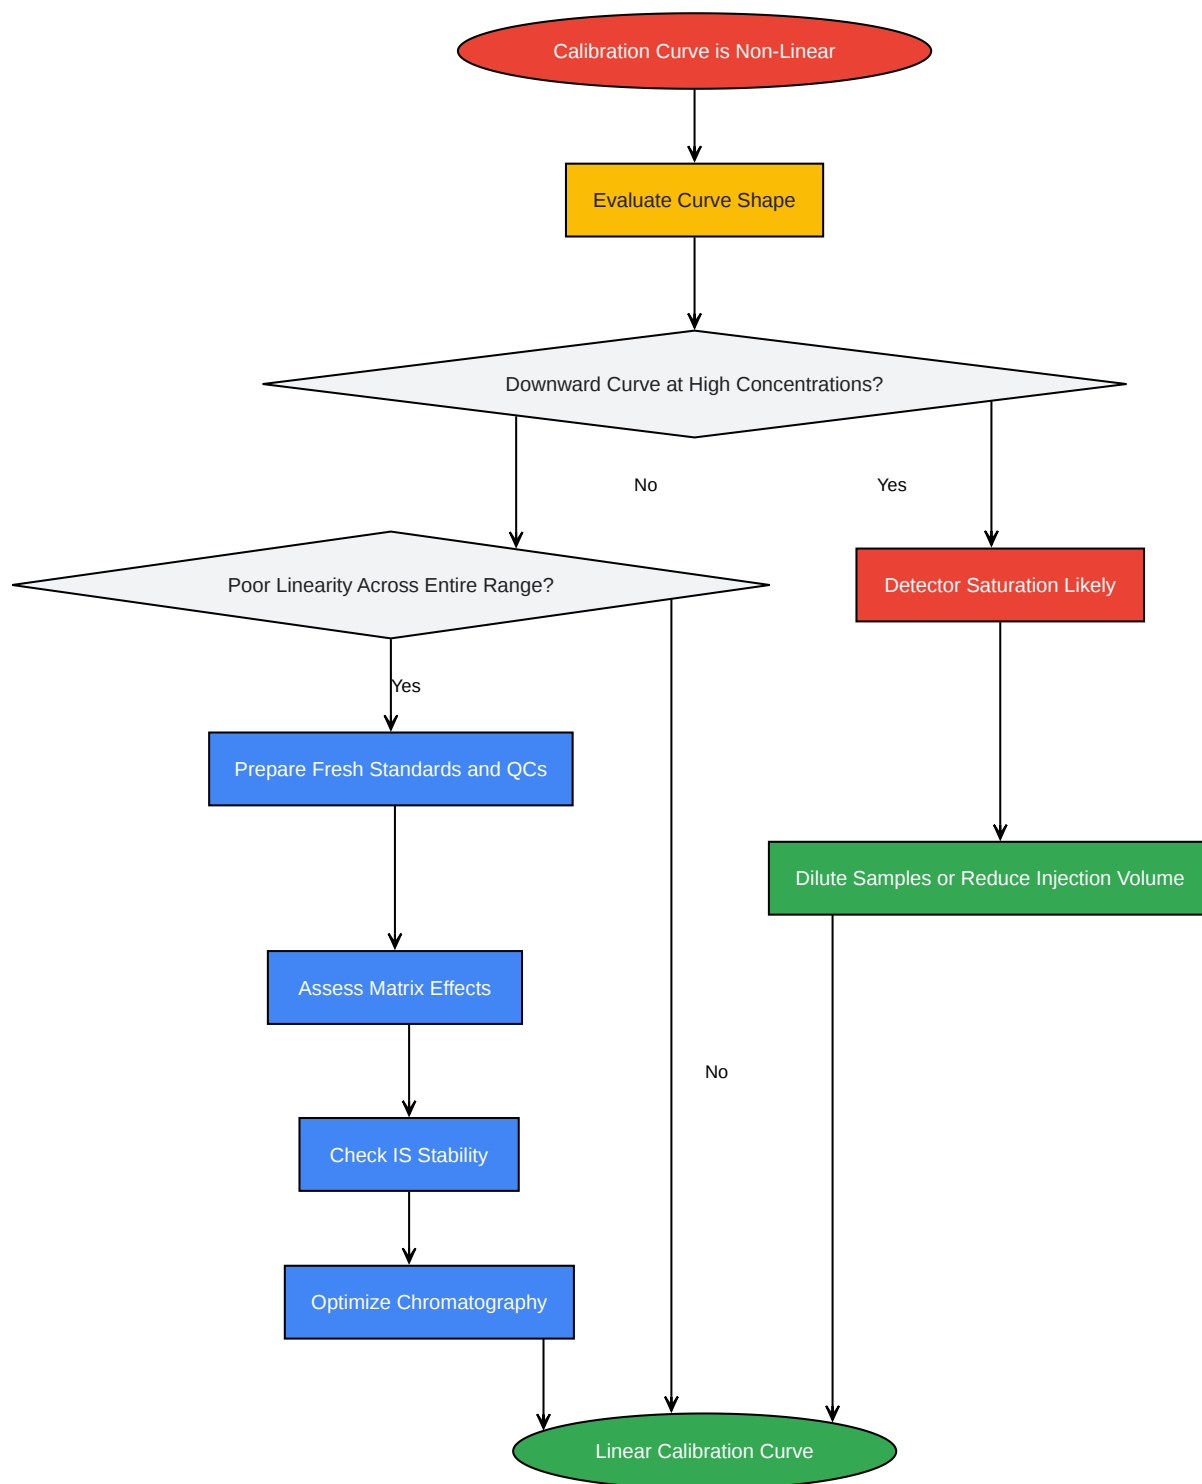 Calibration Curve is Non-Linear
Evaluate Curve Shape
Downward Curve at High Concentrations?
No
Yes
Poor Linearity Across Entire Range?
Detector Saturation Likely
Yes
Prepare Fresh Standards and QCs
Dilute Samples or Reduce Injection Volume
Assess Matrix Effects
No
Check IS Stability
Optimize Chromatography
Linear Calibration Curve